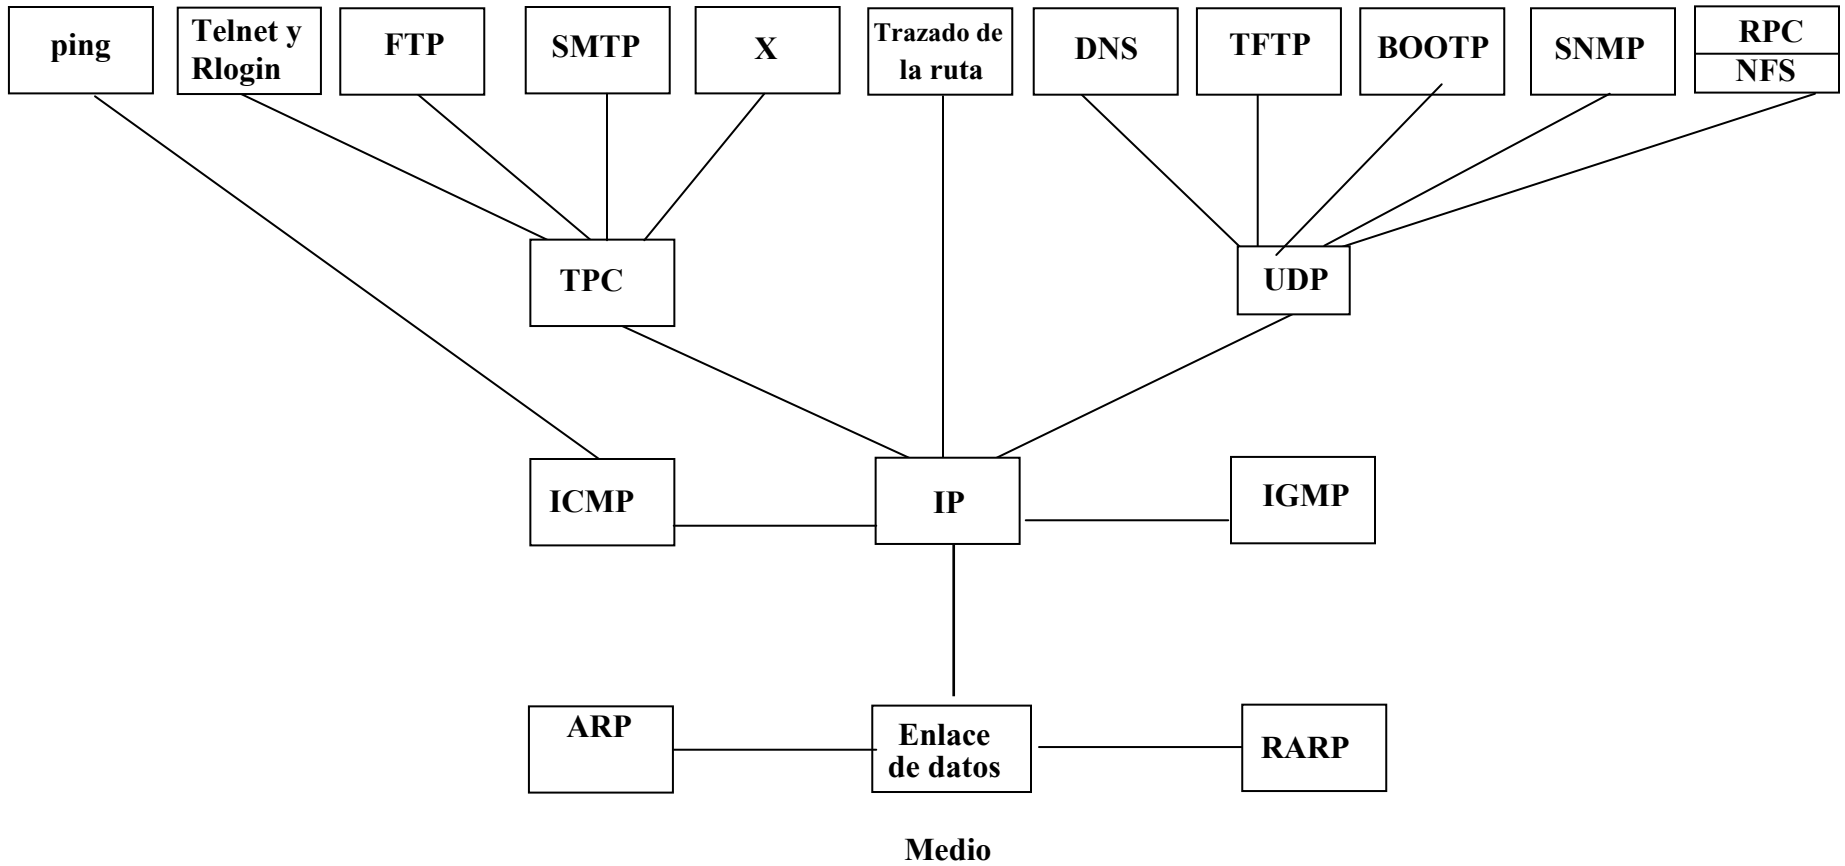 ping
Telnet y
Rlogin
FTP
SMTP
X
Trazado de
la ruta
DNS
TFTP
BOOTP
SNMP
RPC
NFS
TPC
UDP
ICMP
IP
IGMP
ARP
Enlace
de datos
RARP
Medio